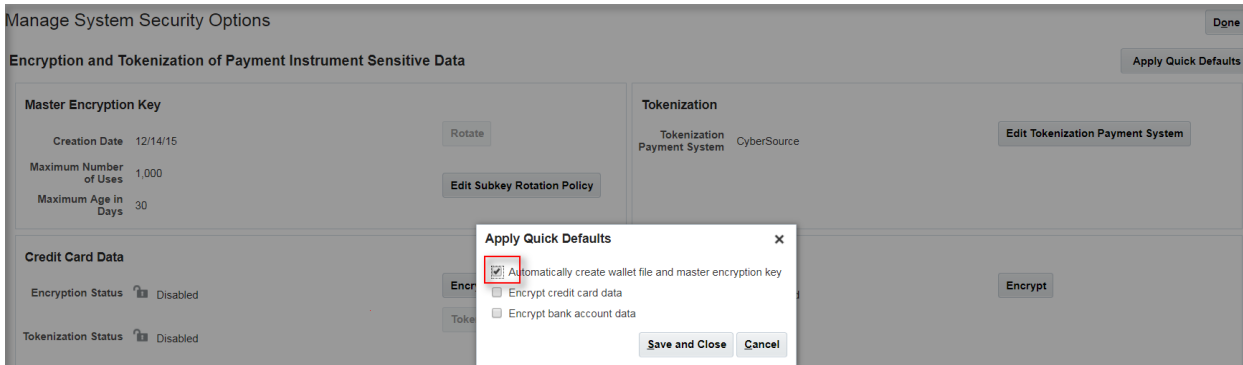 Manage System Security Options
Done
Encryption and Tokenization of Payment Instrument Sensitive Data
Apply Quick Defaults
Master Encryption Key
Creation Date 12/14/15
Rotate
Maximum Number
of Uses 1,000
Edit Subkey Rotation Policy
Maximum Age in
Days 30
Tokenization
Tokenization
Payment System CyberSource
Edit Tokenization Payment System
Credit Card Data
Encryption Status Disabled
Tokenization Status Disabled
Encrypt
Apply Quick Defaults
Automatically create wallet file and master encryption key
Encrypt credit card data
Encrypt bank account data
Save and Close Cancel